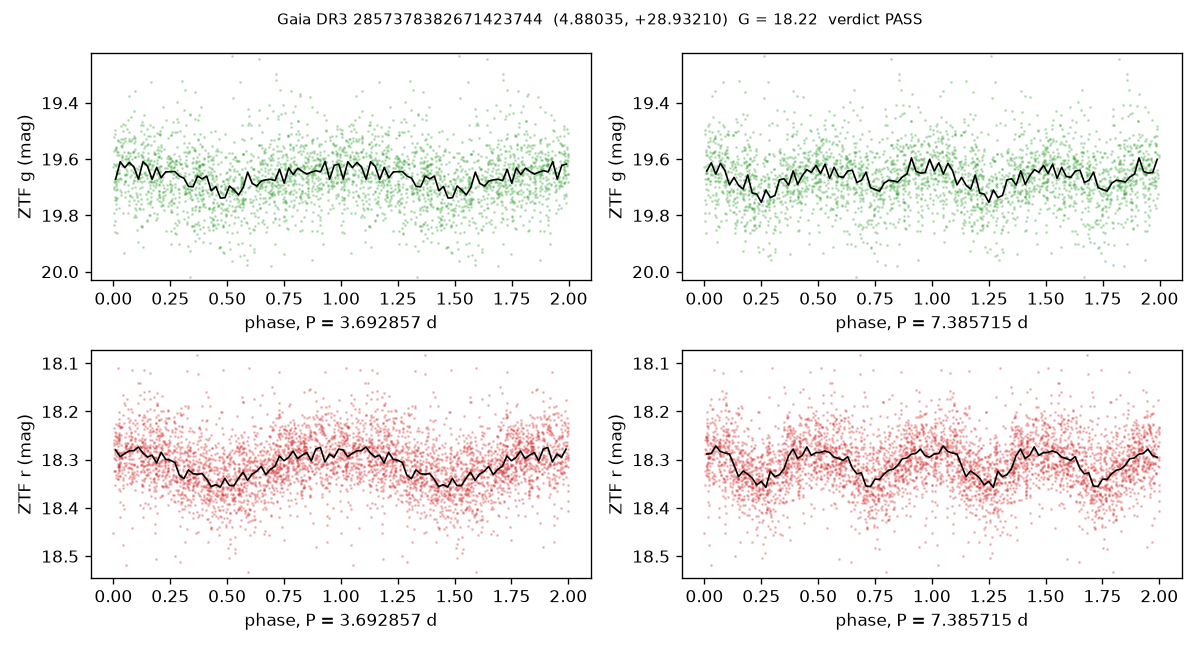 Gaia DR3 2857378382671423744 (4.88035, +28.93210) G = 18.22 verdict PASS
ZTF g (mag)
19.4
19.6
19.8
20.0
0.00 0.25 0.50 0.75 1.00 1.25 1.50 1.75 2.00
phase, P = 3.692857 d
ZTF g (mag)
19.4
19.6
19.8
20.0
0.00 0.25 0.50 0.75 1.00 1.25 1.50 1.75 2.00
phase, P = 7.385715 d
ZTF r (mag)
18.1
18.2
18.3
18.4
18.5
0.00 0.25 0.50 0.75 1.00 1.25 1.50 1.75 2.00
phase, P = 3.692857 d
ZTF r (mag)
18.1
18.2
18.3
18.4
18.5
0.00 0.25 0.50 0.75 1.00 1.25 1.50 1.75 2.00
phase, P = 7.385715 d